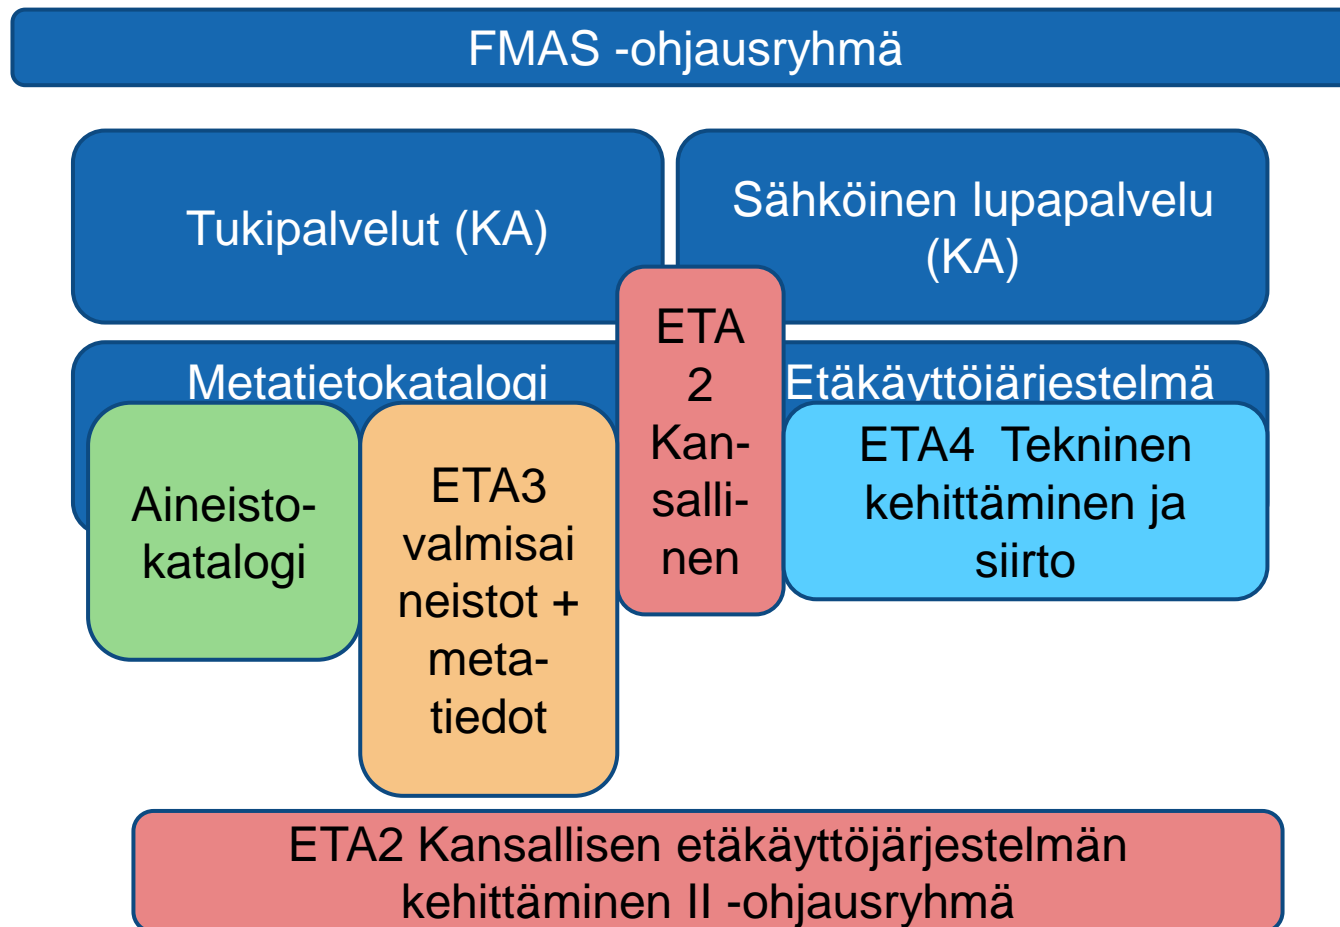 FMAS -ohjausryhmä
Tukipalvelut (KA)
Sähköinen lupapalvelu
(KA)
Metatietokatalogi
Etäkäyttöjärjestelmä
Aineisto-
katalogi
ETA3
valmisai
neistot +
meta-
tiedot
ETA
2
Kan-
salli-
nen
ETA4  Tekninen
kehittäminen ja
siirto
ETA2 Kansallisen etäkäyttöjärjestelmän
kehittäminen II -ohjausryhmä